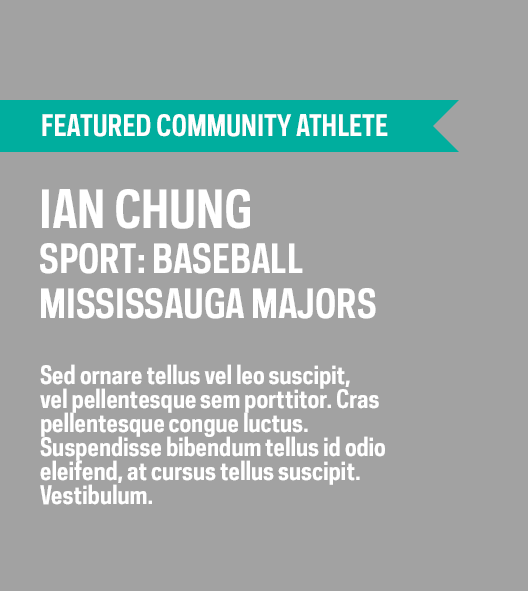 FEATURED COMMUNITY ATHLETE
IAN CHUNG
SPORT: BASEBALL
MISSISSAUGA MAJORS
Sed ornare tellus vel leo suscipit,
vel pellentesque sem porttitor. Cras
pellentesque congue luctus.
Suspendisse bibendum tellus id odio
eleifend, at cursus tellus suscipit.
Vestibulum.